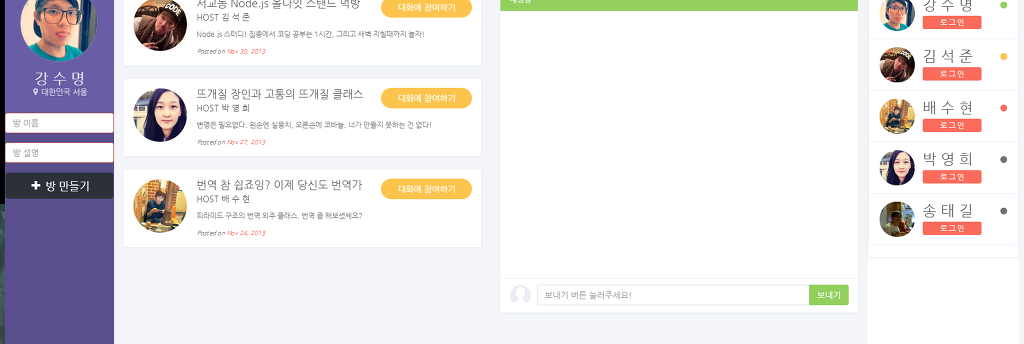 강 수 명
대한민국 서울
방 이름
방 설명
방 만들기
서교동 Node.js 올나잇 스탠드 먹방
HOST 김 석 준
대화에 참여하기
Node.js 스터디! 집중에서 코딩 공부는 1시간, 그리고 새벽 지칠때까지 놀자!
Posted on Nov 30, 2013
뜨개질 장인과 고통의 뜨개질 클래스
HOST 박 영 희
대화에 참여하기
변명은 필요없다. 왼손엔 실뭉치, 오른손에 코바늘, 너가 만들지 못하는 건 없다!
Posted on Nov 27, 2013
번역 참 쉽죠잉? 이제 당신도 번역가
HOST 배 수 현
대화에 참여하기
피라미드 구조의 번역 외주 클래스. 번역 좀 해보셨쎄요?
Posted on Nov 24, 2013
보내기 버튼 눌러주세요!
보내기
강 수 명
로그인
김 석 준
로그인
배 수 현
로그인
박 영 희
로그인
송 태 길
로그인